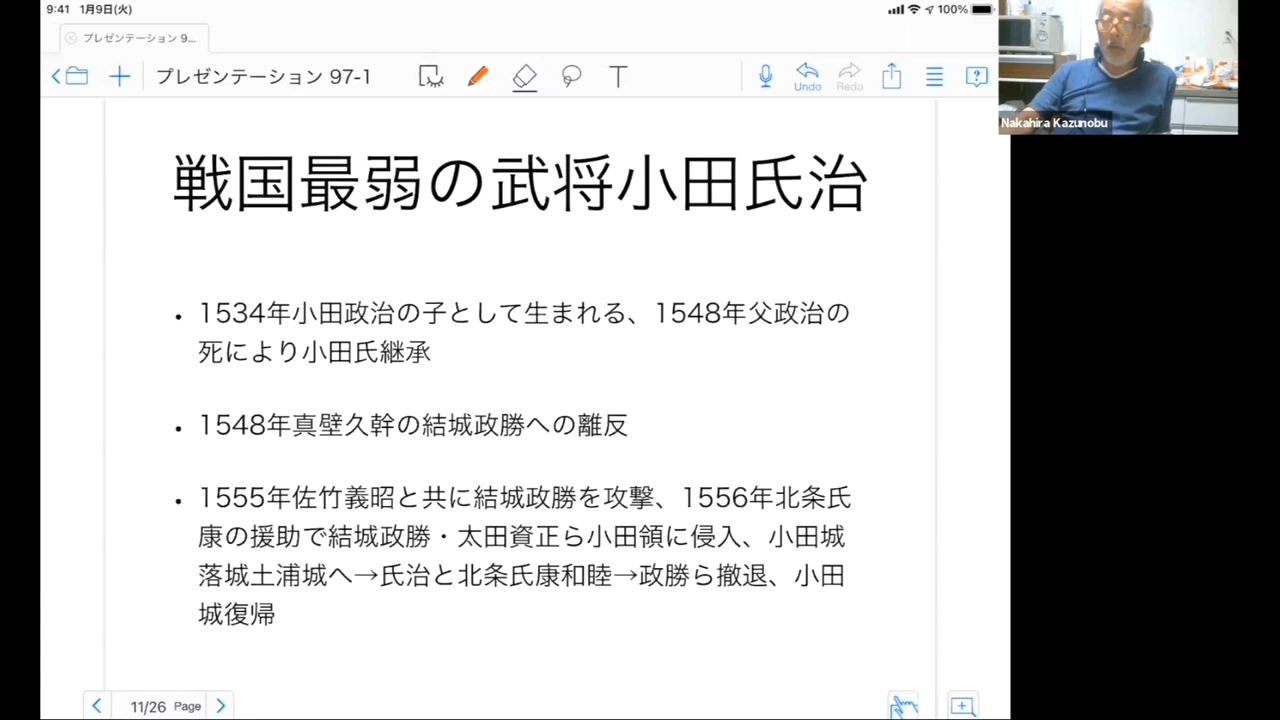 9:41 1月9日(火)
100%
プレゼンテーション 9...
プレゼンテーション 97-1
T
Undo
Redo
Nakahira Kazunobu
戦国最弱の武将小田氏治
• 1534年小田政治の子として生まれる、1548年父政治の
死により小田氏継承
• 1548年真壁久幹の結城政勝への離反
• 1555年佐竹義昭と共に結城政勝を攻撃、1556年北条氏
康の援助で結城政勝・太田資正ら小田領に侵入、小田城
落城土浦城へ→氏治と北条氏康和睦→政勝ら撤退、小田
城復帰
11/26 Page